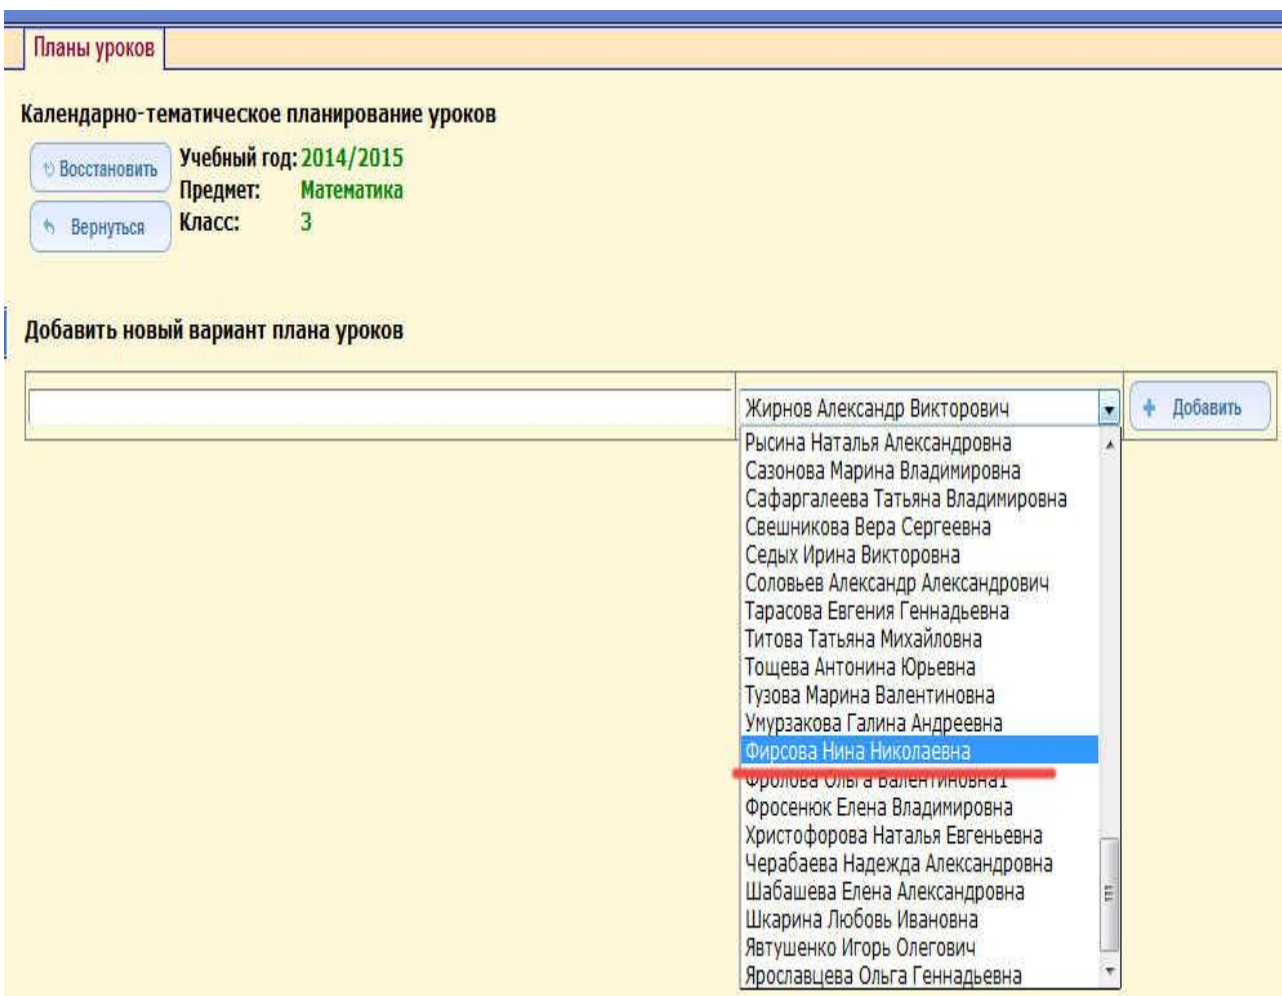 Планы уроков
Календарно-тематическое планирование уроков
Восстановить
Учебный год: 2014/2015
Предмет: Математика
Вернуться
Класс: 3
Добавить новый вариант плана уроков
Жирнов Александр Викторович
Добавить
Рысина Наталья Александровна
Сазонова Марина Владимировна
Сафаргалеева Татьяна Владимировна
Свешникова Вера Сергеевна
Седых Ирина Викторовна
Соловьев Александр Александрович
Тарасова Евгения Геннадьевна
Титова Татьяна Михайловна
Тощева Антонина Юрьевна
Тузова Марина Валентиновна
Умурзакова Галина Андреевна
Фирсова Нина Николаевна
Фролова Ольга Валентиновна1
Фросенюк Елена Владимировна
Христофорова Наталья Евгеньевна
Черабаева Надежда Александровна
Шабашева Елена Александровна
Шкарина Любовь Ивановна
Явтушенко Игорь Олегович
Ярославцева Ольга Геннадьевна